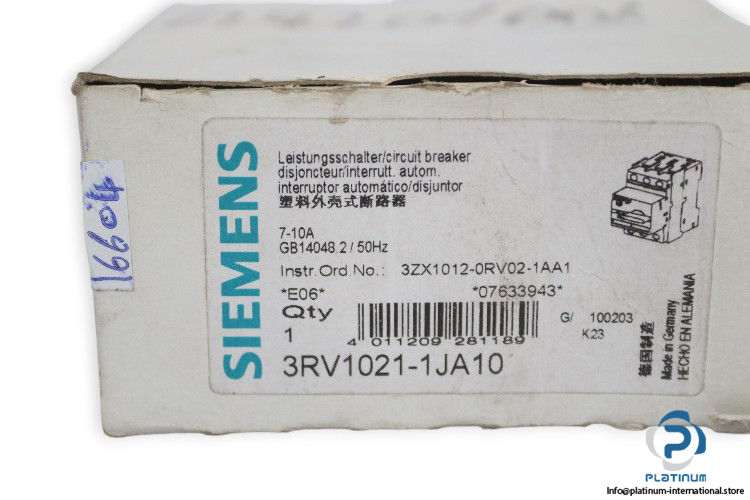 SIEMENS
Leistungsschalter/circuit breaker
disjoncteur/interrutt. autom.
interruptor automático/disjuntor
塑料外壳式断路器
7-10A
GB14048.2 / 50Hz
Instr.Ord No.: 3ZX1012-0RV02-1AA1
*E06* *07633943*
Qty
1
4 011209 281189
G/ 100203
K23
3RV1021-1JA10
德国制造
Made in Germany
HECHO EN ALEMANIA
16604
PLATINUM
Info@platinum-international.store